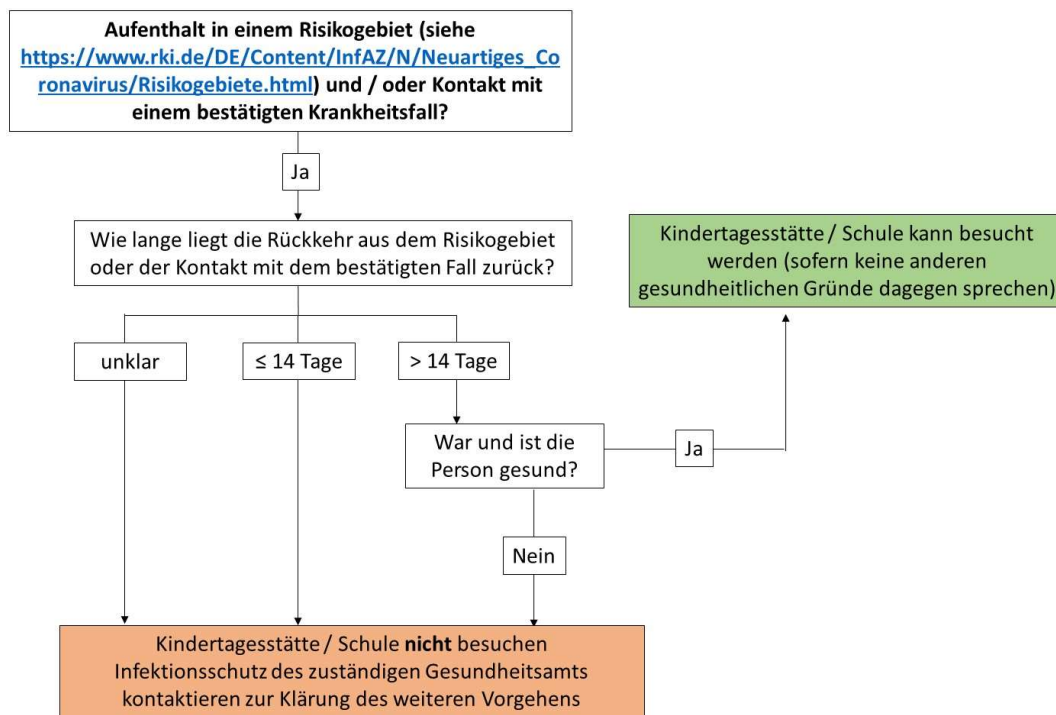 Aufenthalt in einem Risikogebiet (siehe
https://www.rki.de/DE/Content/InfAZ/N/Neuartiges_Co
ronavirus/Risikogebiete.html) und / oder Kontakt mit
einem bestätigten Krankheitsfall?
Ja
Wie lange liegt die Rückkehr aus dem Risikogebiet
oder der Kontakt mit dem bestätigten Fall zurück?
Kindertagesstätte / Schule kann besucht
werden (sofern keine anderen
gesundheitlichen Gründe dagegen sprechen)
unklar
≤ 14 Tage
> 14 Tage
War und ist die
Person gesund?
Ja
Nein
Kindertagesstätte / Schule nicht besuchen
Infektionsschutz des zuständigen Gesundheitsamts
kontaktieren zur Klärung des weiteren Vorgehens